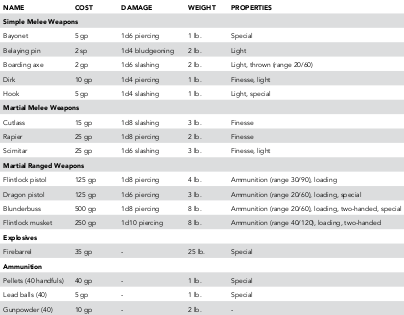 NAME COST DAMAGE WEIGHT PROPERTIES
Simple Melee Weapons
Bayonet 5 gp 1d6 piercing 1 lb. Special
Belaying pin 2 sp 1d4 bludgeoning 2 lb. Light
Boarding axe 2 gp 1d6 slashing 2 lb. Light, thrown (range 20/60)
Dirk 10 gp 1d4 piercing 1 lb. Finesse, light
Hook 5 gp 1d4 slashing 1 lb. Light, special
Martial Melee Weapons
Cutlass 15 gp 1d8 slashing 3 lb. Finesse
Rapier 25 gp 1d8 piercing 2 lb. Finesse
Scimitar 25 gp 1d6 slashing 3 lb. Finesse, light
Martial Ranged Weapons
Flintlock pistol 125 gp 1d8 piercing 4 lb. Ammunition (range 30/90), loading
Dragon pistol 125 gp 1d6 piercing 3 lb. Ammunition (range 20/60), loading, special
Blunderbuss 500 gp 1d8 piercing 8 lb. Ammunition (range 20/60), loading, two-handed, special
Flintlock musket 250 gp 1d10 piercing 8 lb. Ammunition (range 40/120), loading, two-handed
Explosives
Firebrand 35 gp - 25 lb. Special
Ammunition
Pellets (40 handfuls) 40 gp - 1 lb. Special
Lead balls (40) 5 gp - 1 lb. Special
Gunpowder (40) 10 gp - 2 lb. -